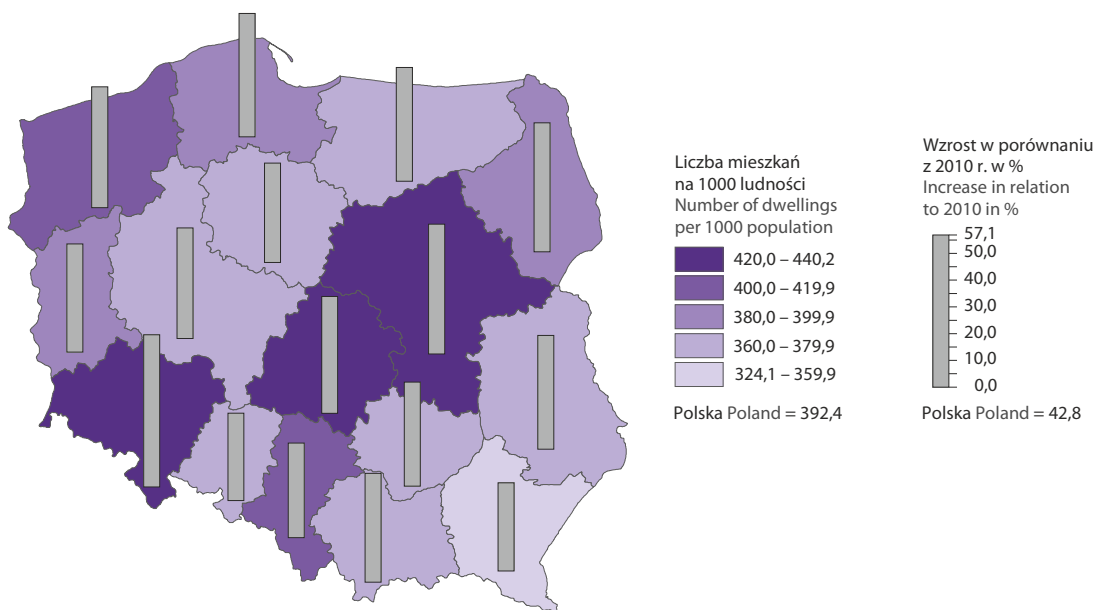 Liczba mieszkań
na 1000 ludności
Number of dwellings
per 1000 population
420,0 – 440,2
400,0 – 419,9
380,0 – 399,9
360,0 – 379,9
324,1 – 359,9
Polska Poland = 392,4
Wzrost w porównaniu
z 2010 r. w %
Increase in relation
to 2010 in %
57,1
50,0
40,0
30,0
20,0
10,0
0,0
Polska Poland = 42,8